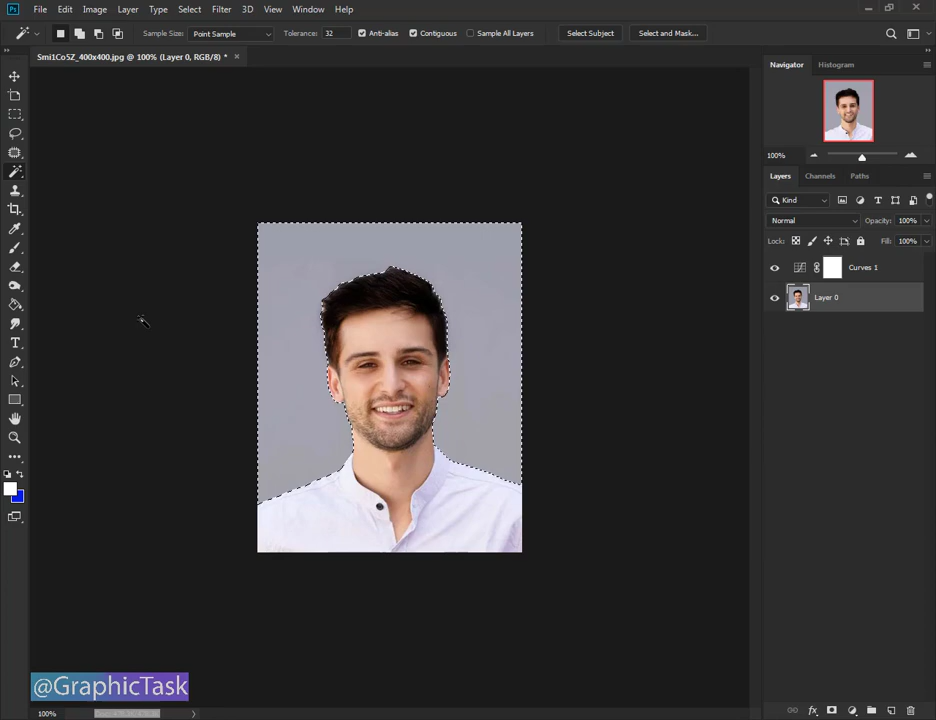 Ps File Edit Image Layer Type Select Filter 3D View Window Help
Sample Size: Point Sample Tolerance: 32 Anti-alias Contiguous Sample All Layers Select Subject Select and Mask...
Smi1Co5Z_400x400.jpg @ 100% (Layer 0, RGB/8) * ×
Navigator Histogram
100%
Layers Channels Paths
Kind
Normal Opacity: 100%
Lock: Fill: 100%
Curves 1
Layer 0
@GraphicTask
100%